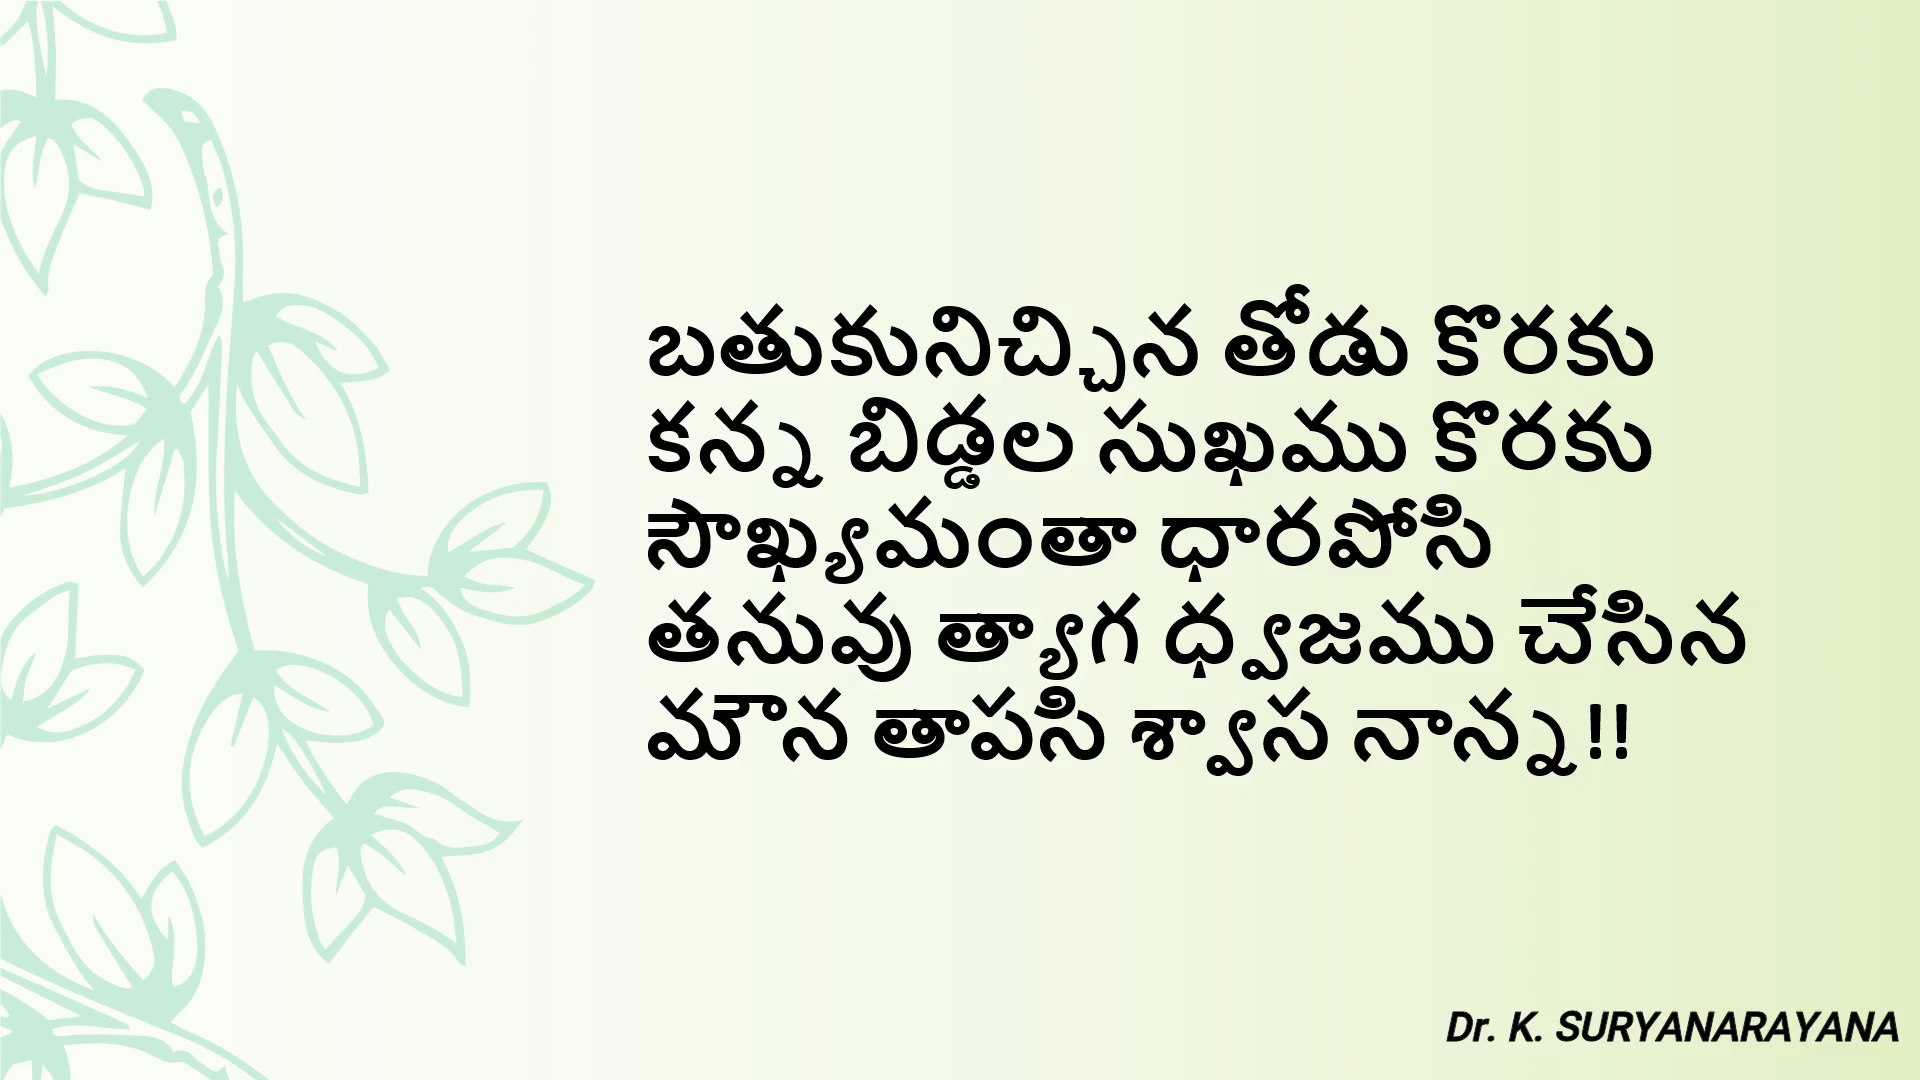 బతుకునిచ్చిన తోడు కొరకు
కన్న బిడ్డల సుఖము కొరకు
సౌఖ్యమంతా ధారపోసి
తనువు త్యాగ ధ్వజము చేసిన
మౌన తాపసి శ్వాస నాన్న!!
Dr. K. SURYANARAYANA